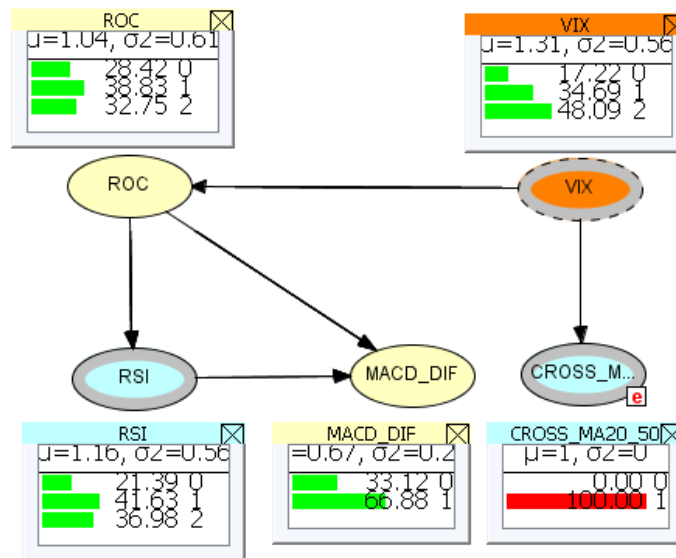 ROC
μ=1.04, σ2=0.61
28.42 0
38.83 1
32.75 2
VIX
μ=1.31, σ2=0.56
17.22 0
34.69 1
48.09 2
ROC
VIX
RSI
MACD_DIF
CROSS_M...
e
RSI
μ=1.16, σ2=0.56
21.39 0
41.63 1
36.98 2
MACD_DIF
=0.67, σ2=0.2
33.12 0
66.88 1
CROSS_MA20_50
μ=1, σ2=0
0.00 0
100.00 1